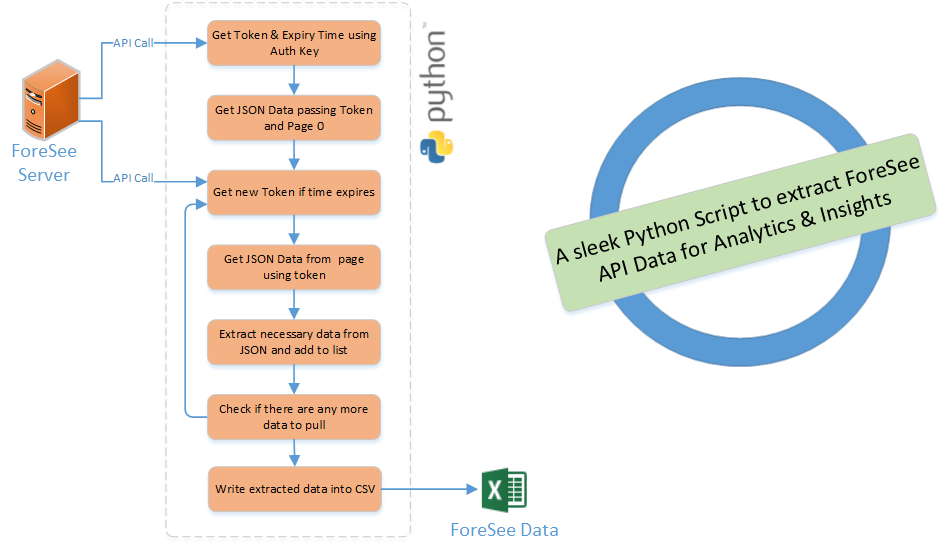 Get Token & Expiry Time using
Auth Key
API Call
python™
Get JSON Data passing Token
and Page 0
ForeSee
Server
API Call
Get new Token if time expires
A sleek Python Script to extract ForeSee
API Data for Analytics & Insights
Get JSON Data from page
using token
Extract necessary data from
JSON and add to list
Check if there are any more
data to pull
Write extracted data into CSV
X
ForeSee Data